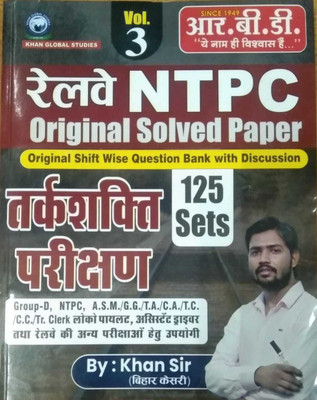 Vol.
3
KHAN GLOBAL STUDIES
SINCE 1949
आर.बी.डी.
"ये नाम ही विश्वास हैं..."
रेलवे NTPC
Original Solved Paper
Original Shift Wise Question Bank with Discussion
तर्कशक्ति
परीक्षण
125
Sets
Group-D, NTPC, A.S.M./G.G./T.A./C.A./T.C.
/C.C./Tr. Clerk लोको पायलट, असिस्टेंट ड्राइवर
तथा रेलवे की अन्य परीक्षाओं हेतु उपयोगी
By : Khan Sir
(बिहार केसरी)